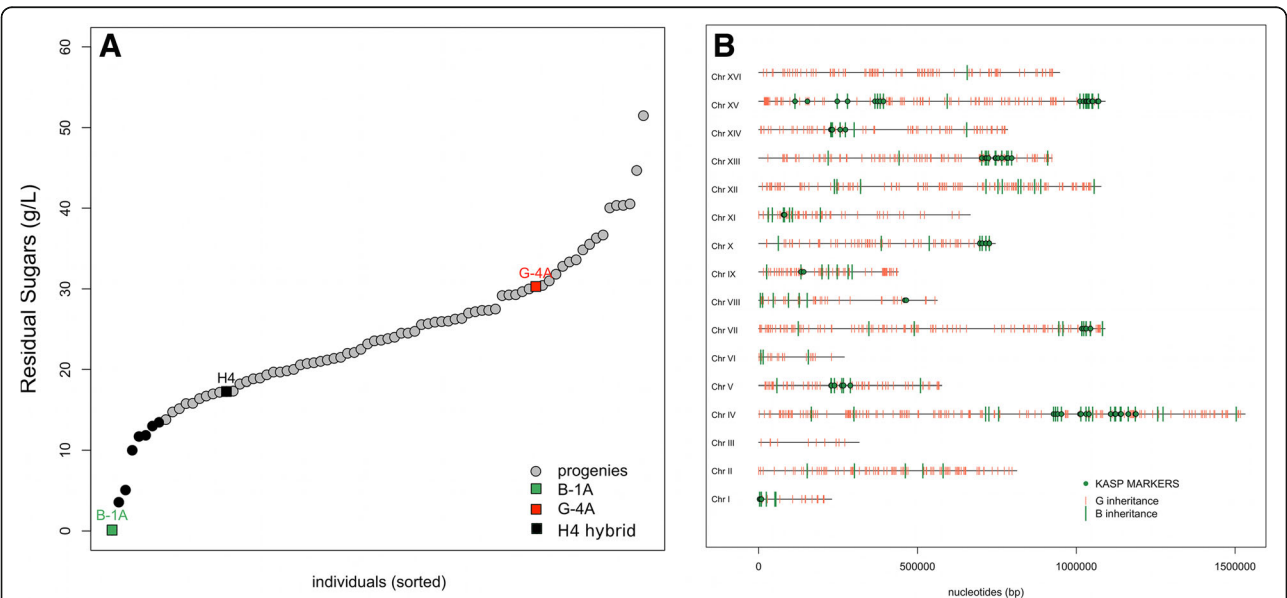 A
60
50
40
30
20
10
0
Residual Sugars (g/L)
G-4A
H4
B-1A
progenies
B-1A
G-4A
H4 hybrid
individuals (sorted)
B
Chr XVI
Chr XV
Chr XIV
Chr XIII
Chr XII
Chr XI
Chr X
Chr IX
Chr VIII
Chr VII
Chr VI
Chr V
Chr IV
Chr III
Chr II
Chr I
KASP MARKERS
G inheritance
B inheritance
0 500000 1000000 1500000
nucleotides (bp)